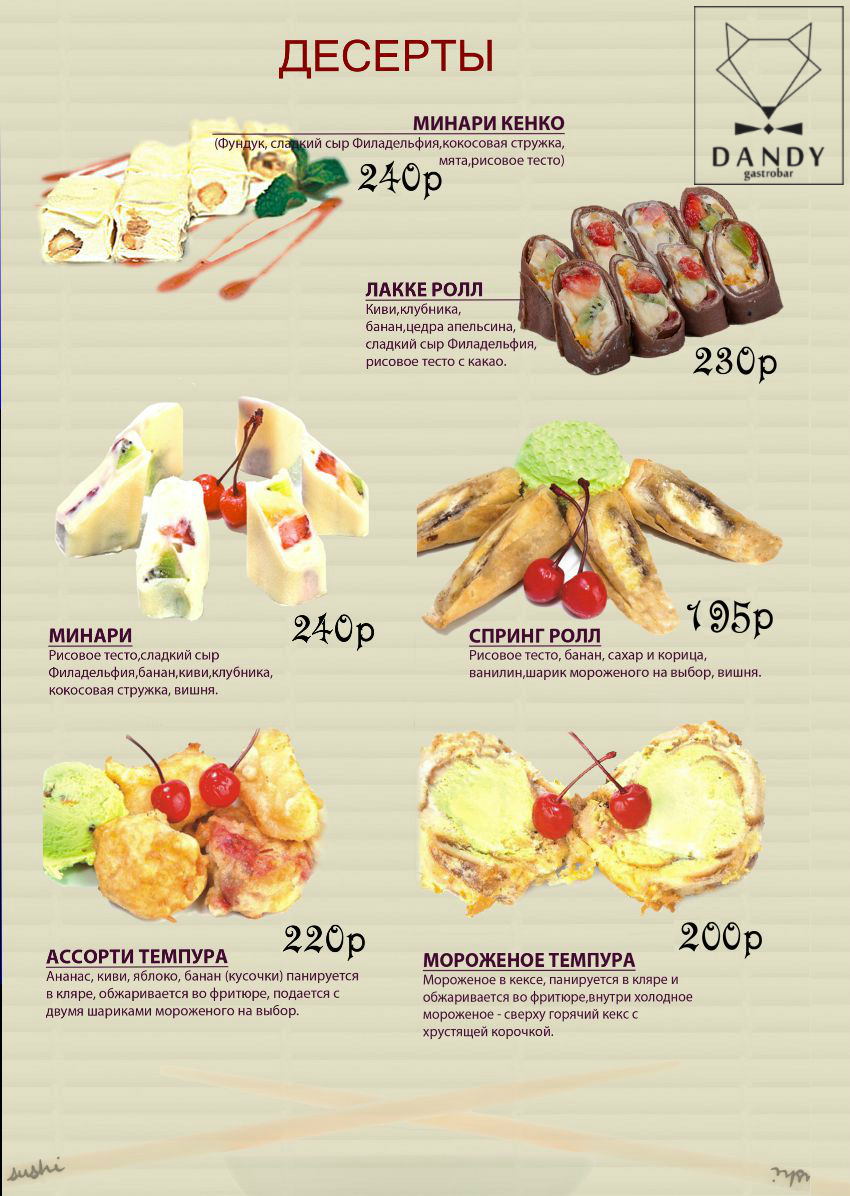 ДЕСЕРТЫ
DANDY
gastrobar
МИНАРИ КЕНКО
(Фундук, сладкий сыр Филадельфия,кокосовая стружка,
мята,рисовое тесто)
240р
ЛАККЕ РОЛЛ
Киви,клубника,
банан,цедра апельсина,
сладкий сыр Филадельфия,
рисовое тесто с какао.
230р
МИНАРИ
240р
Рисовое тесто,сладкий сыр
Филадельфия,банан,киви,клубника,
кокосовая стружка, вишня.
СПРИНГ РОЛЛ
195р
Рисовое тесто, банан, сахар и корица,
ванилин,шарик мороженого на выбор, вишня.
АССОРТИ ТЕМПУРА
220р
Ананас, киви, яблоко, банан (кусочки) панируется
в кляре, обжаривается во фритюре, подается с
двумя шариками мороженого на выбор.
МОРОЖЕНОЕ ТЕМПУРА
200р
Мороженое в кексе, панируется в кляре и
обжаривается во фритюре,внутри холодное
мороженое - сверху горячий кекс с
хрустящей корочкой.
sushi